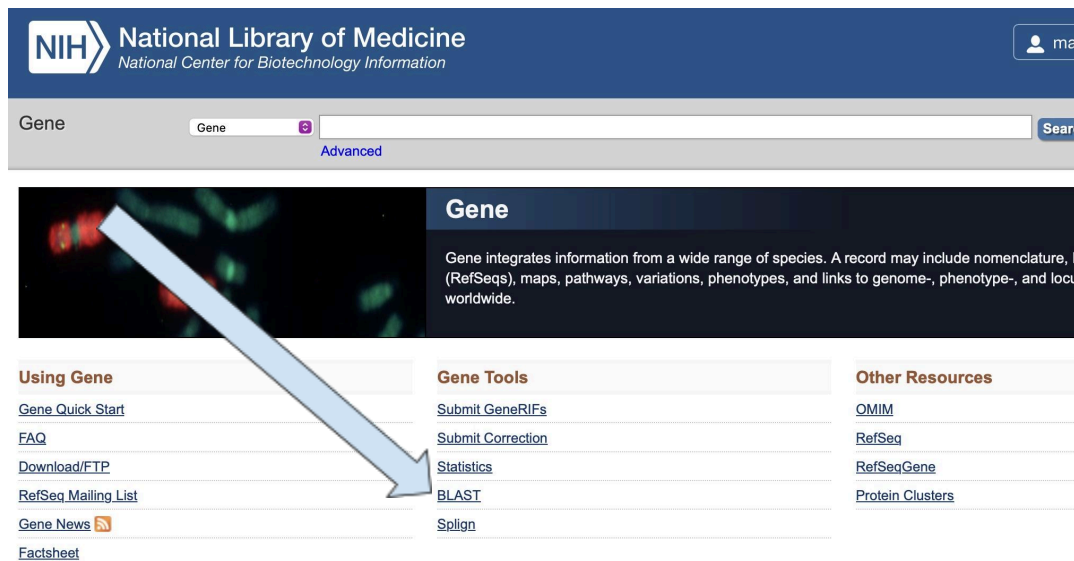 NIH National Library of Medicine
National Center for Biotechnology Information
Gene
Gene
Advanced
Gene
Gene integrates information from a wide range of species. A record may include nomenclature,
(RefSeqs), maps, pathways, variations, phenotypes, and links to genome-, phenotype-, and
worldwide.
Using Gene
Gene Quick Start
FAQ
Download/FTP
RefSeq Mailing List
Gene News
Factsheet
Gene Tools
Submit GeneRIFs
Submit Correction
Statistics
BLAST
Splign
Other Resources
OMIM
RefSeq
RefSeqGene
Protein Clusters